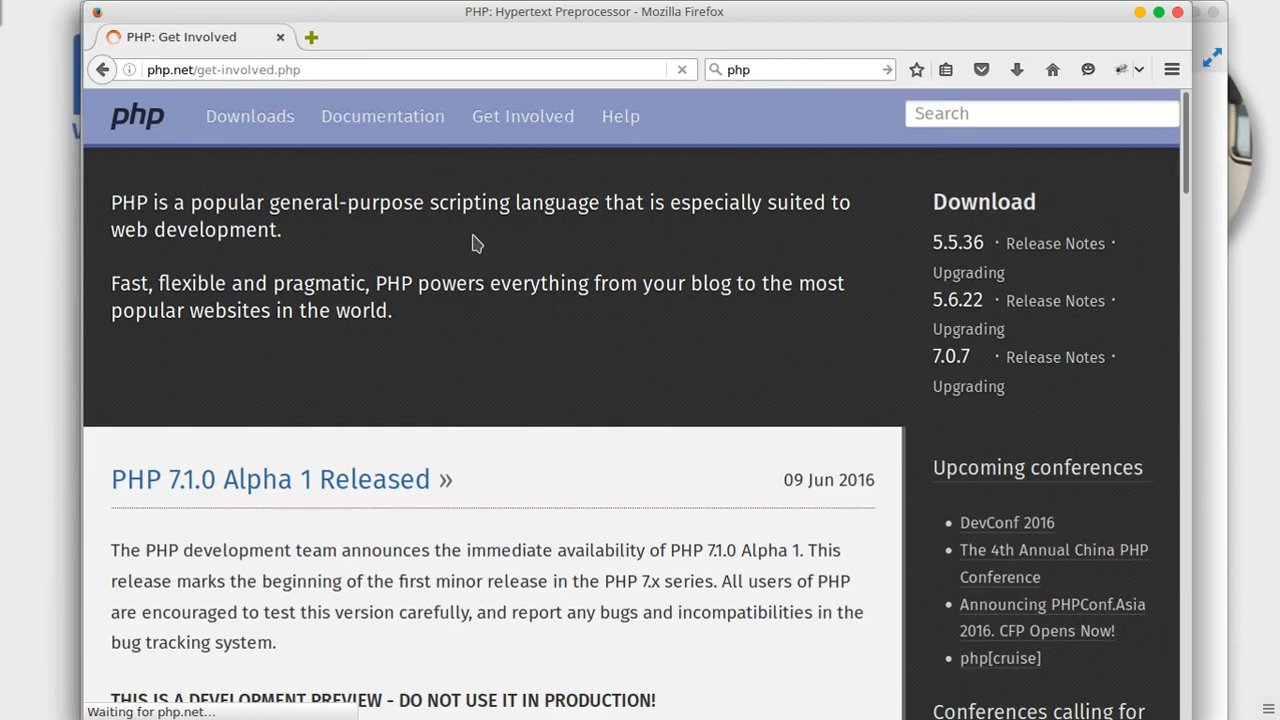 PHP: Hypertext Preprocessor - Mozilla Firefox
PHP: Get Involved
php.net/get-involved.php
php
php
Downloads
Documentation
Get Involved
Help
Search
PHP is a popular general-purpose scripting language that is especially suited to
web development.
Fast, flexible and pragmatic, PHP powers everything from your blog to the most
popular websites in the world.
Download
5.5.36 · Release Notes ·
Upgrading
5.6.22 · Release Notes ·
Upgrading
7.0.7 · Release Notes ·
Upgrading
PHP 7.1.0 Alpha 1 Released »
09 Jun 2016
The PHP development team announces the immediate availability of PHP 7.1.0 Alpha 1. This
release marks the beginning of the first minor release in the PHP 7.x series. All users of PHP
are encouraged to test this version carefully, and report any bugs and incompatibilities in the
bug tracking system.
THIS IS A DEVELOPMENT PREVIEW - DO NOT USE IT IN PRODUCTION!
Upcoming conferences
DevConf 2016
The 4th Annual China PHP
Conference
Announcing PHPConf.Asia
2016. CFP Opens Now!
php[cruise]
Conferences calling for
Waiting for php.net...